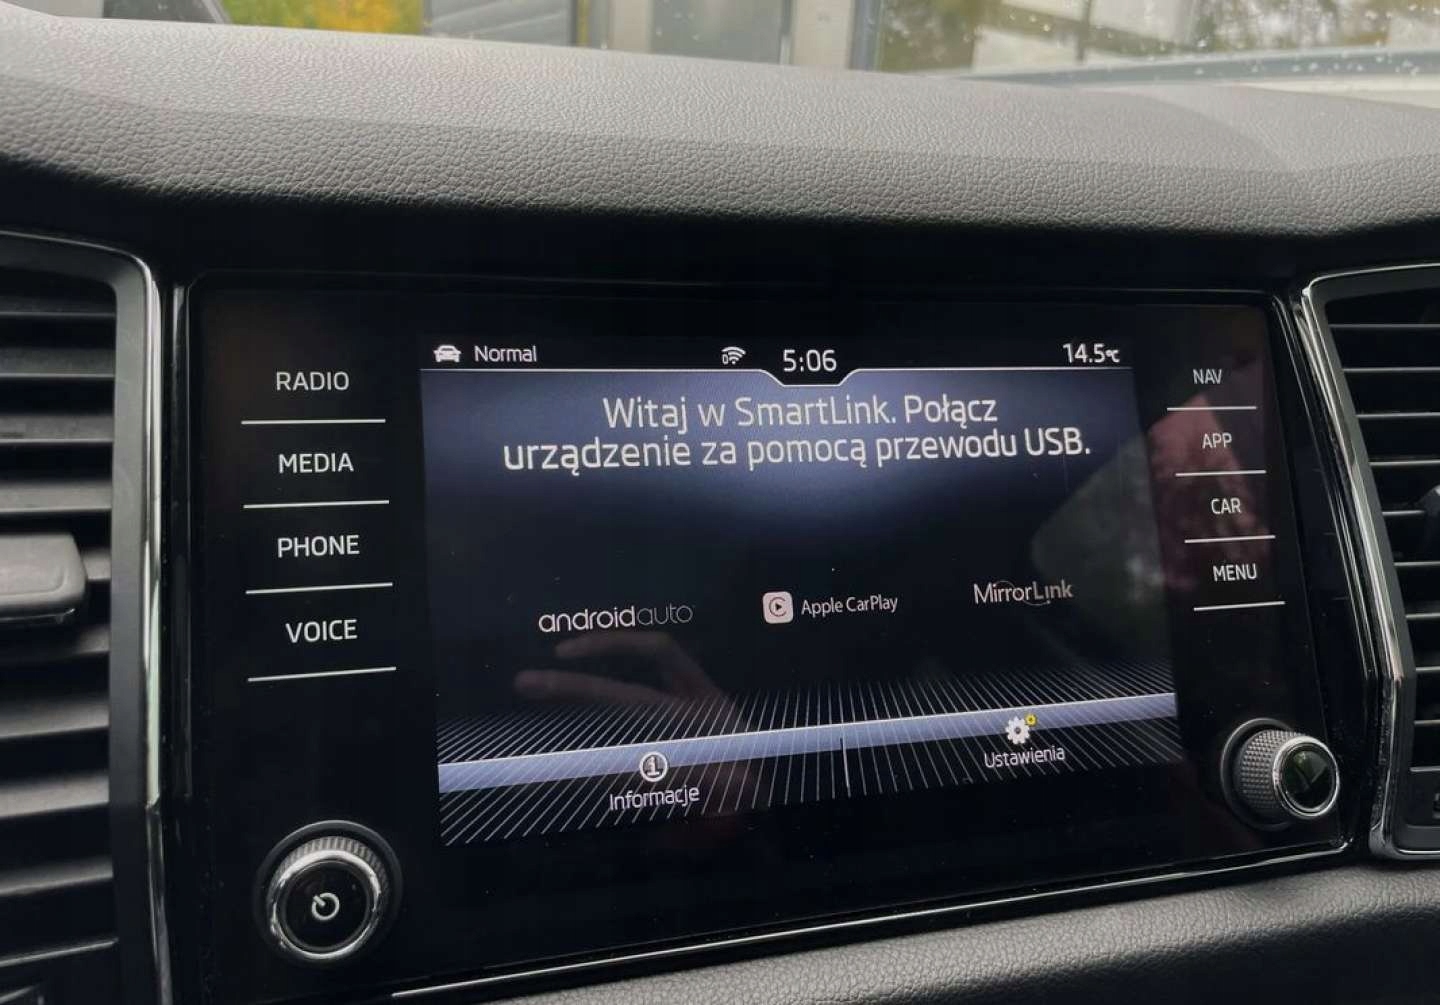 Normal
5:06
14.5°C
RADIO
MEDIA
PHONE
VOICE
Witaj w SmartLink. Połącz
urządzenie za pomocą przewodu USB.
androidauto
Apple CarPlay
MirrorLink
Informacje
Ustawienia
NAV
APP
CAR
MENU